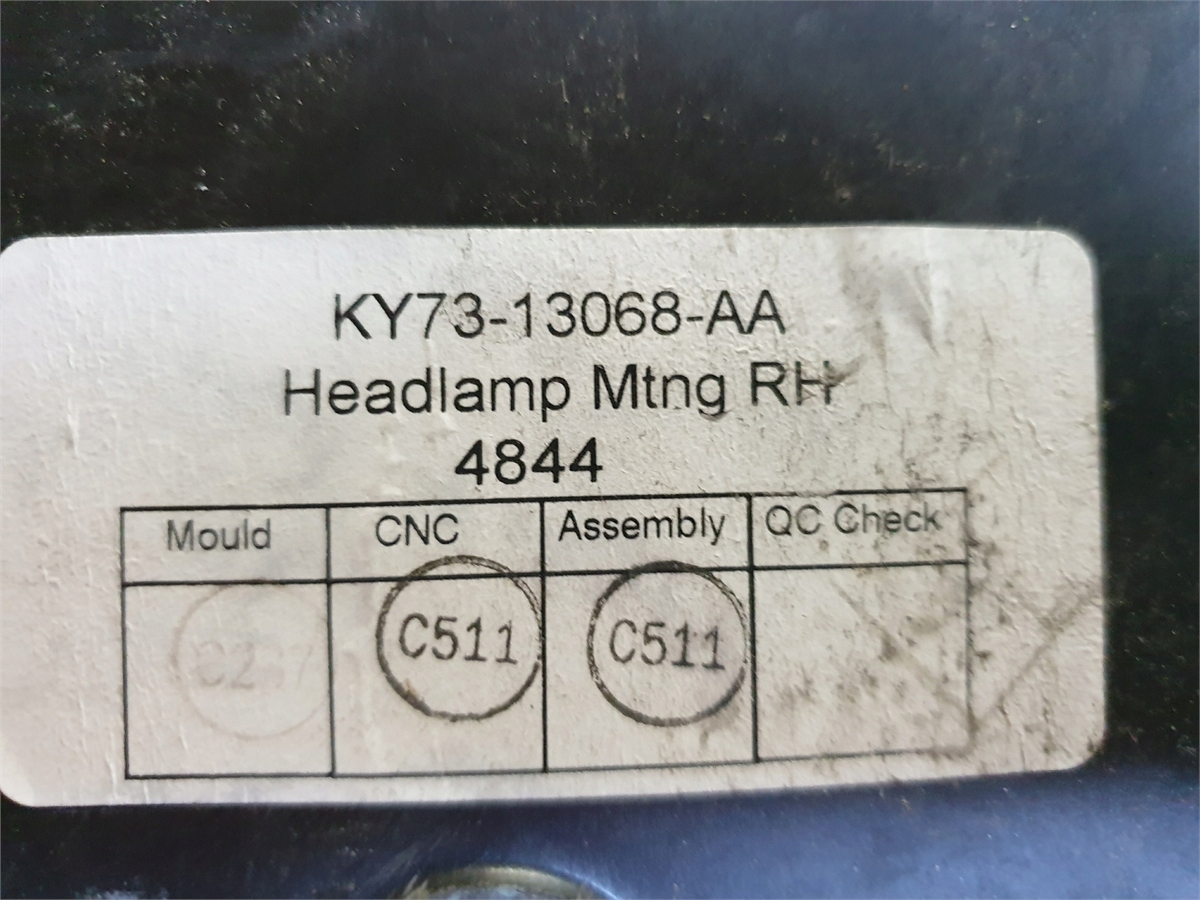 KY73-13068-AA
Headlamp Mtng RH
4844
Mould CNC Assembly QC Check
C511 C511